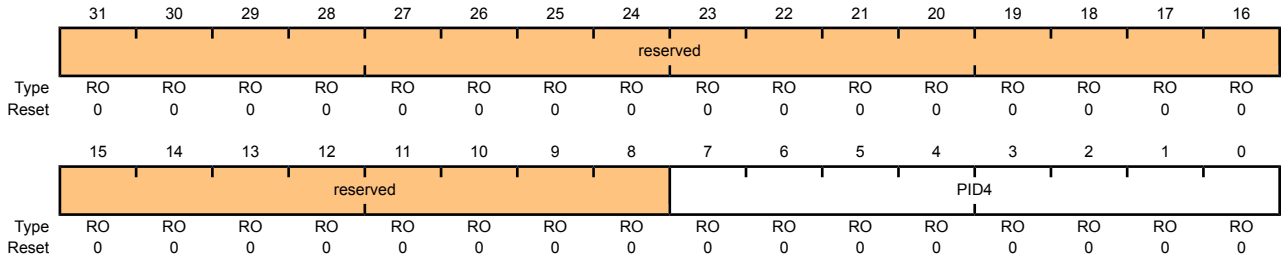 31 30 29 28 27 26 25 24 23 22 21 20 19 18 17 16
reserved
Type RO RO RO RO RO RO RO RO RO RO RO RO RO RO RO RO
Reset 0 0 0 0 0 0 0 0 0 0 0 0 0 0 0 0
15 14 13 12 11 10 9 8 7 6 5 4 3 2 1 0
reserved PID4
Type RO RO RO RO RO RO RO RO RO RO RO RO RO RO RO RO
Reset 0 0 0 0 0 0 0 0 0 0 0 0 0 0 0 0